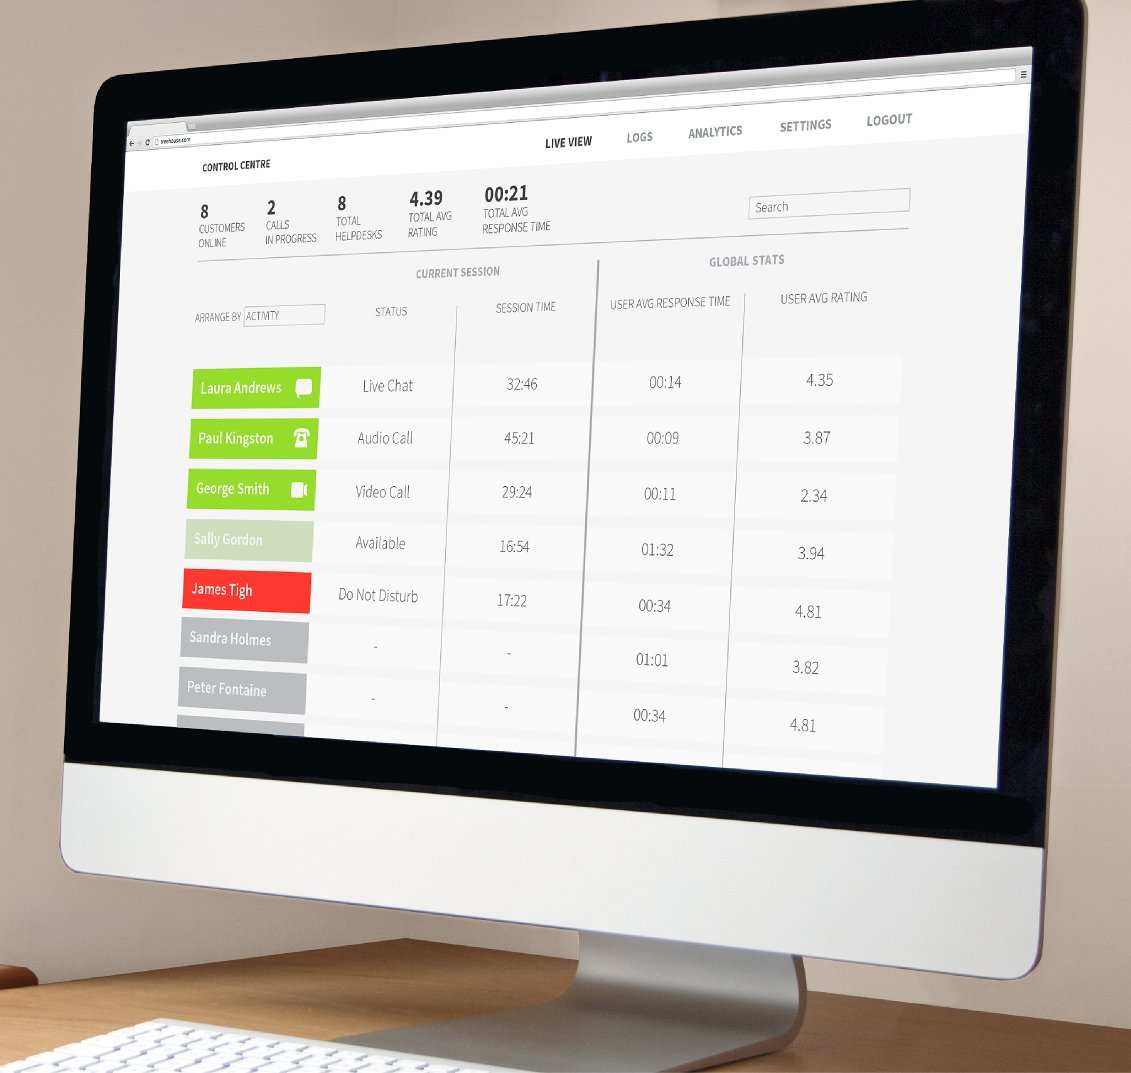 treehouse.com
CONTROL CENTRE
LIVE VIEW LOGS ANALYTICS SETTINGS LOGOUT
8 2 8 4.39 00:21
CUSTOMERS CALLS TOTAL TOTAL AVG TOTAL AVG
ONLINE IN PROGRESS HELPDESKS RATING RESPONSE TIME
Search
CURRENT SESSION GLOBAL STATS
ARRANGE BY ACTIVITY STATUS SESSION TIME USER AVG RESPONSE TIME USER AVG RATING
Laura Andrews Live Chat 32:46 00:14 4.35
Paul Kingston Audio Call 45:21 00:09 3.87
George Smith Video Call 29:24 00:11 2.34
Sally Gordon Available 16:54 01:32 3.94
James Tigh Do Not Disturb 17:22 00:34 4.81
Sandra Holmes - - 01:01 3.82
Peter Fontaine - - 00:34 4.81